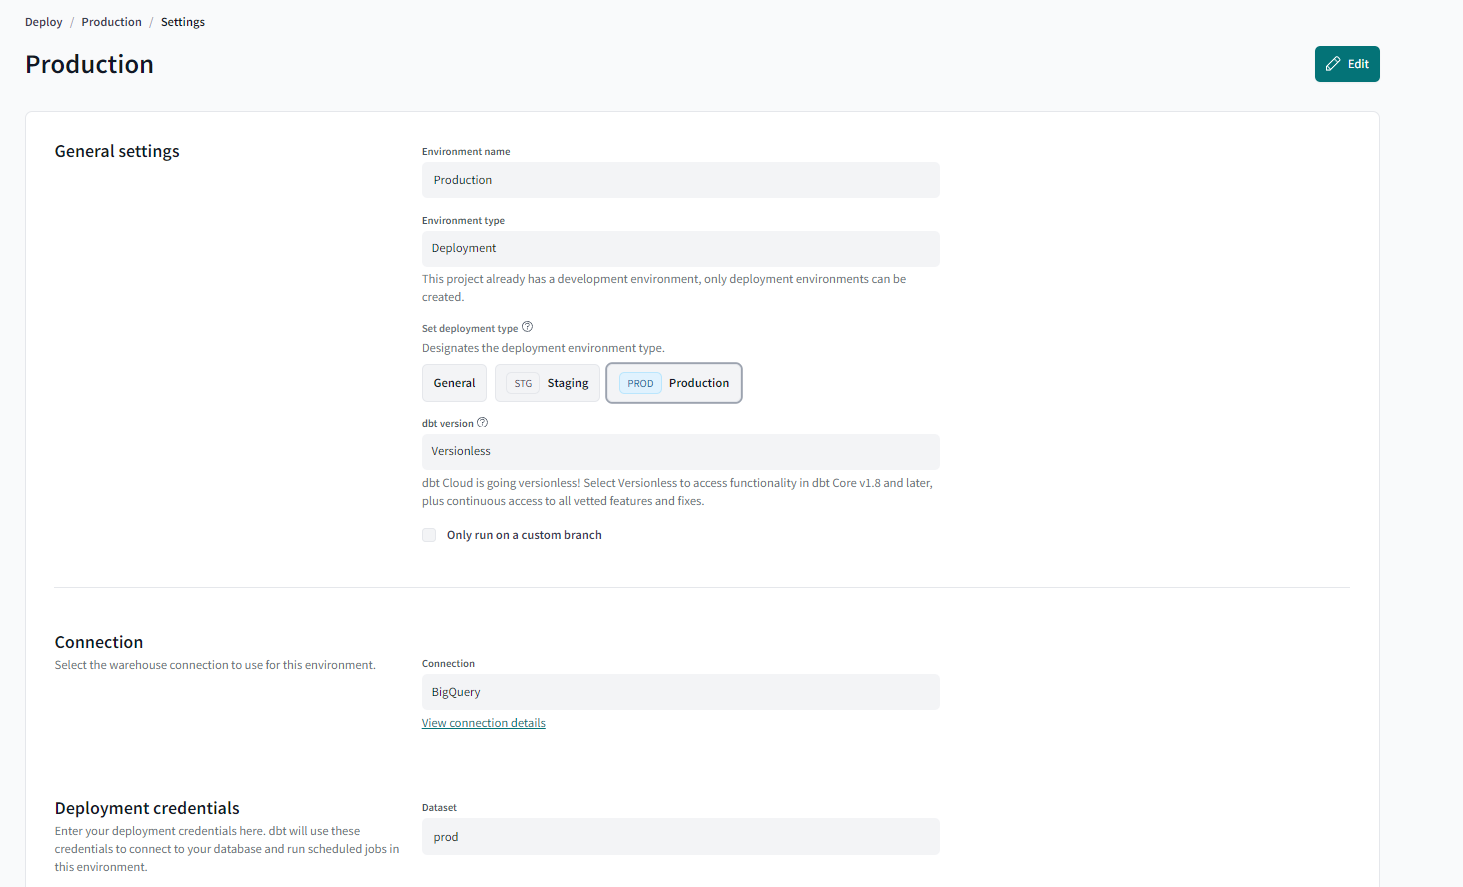 Deploy / Production / Settings
Production
Edit
General settings
Environment name
Production
Environment type
Deployment
This project already has a development environment, only deployment environments can be
created.
Set deployment type
Designates the deployment environment type.
General STG Staging PROD Production
dbt version
Versionless
dbt Cloud is going versionless! Select Versionless to access functionality in dbt Core v1.8 and later,
plus continuous access to all vetted features and fixes.
Only run on a custom branch
Connection
Select the warehouse connection to use for this environment.
Connection
BigQuery
View connection details
Deployment credentials
Enter your deployment credentials here. dbt will use these
credentials to connect to your database and run scheduled jobs in
this environment.
Dataset
prod